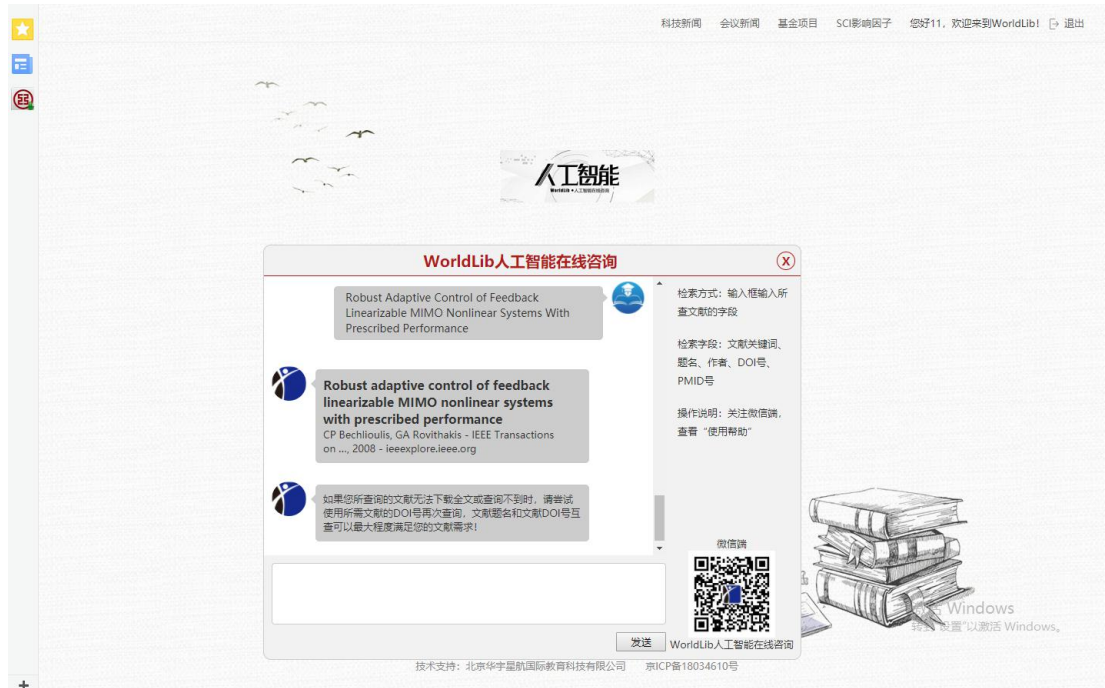 科技新闻 会议新闻 基金项目 SCI影响因子 您好11，欢迎来到WorldLib! 退出
人工智能
WorldLib人工智能在线咨询
X
Robust Adaptive Control of Feedback
Linearizable MIMO Nonlinear Systems With
Prescribed Performance
Robust adaptive control of feedback
linearizable MIMO nonlinear systems
with prescribed performance
CP Bechlioulis, GA Rovithakis - IEEE Transactions
on ..., 2008 - ieeexplore.ieee.org
如果您所查询的文献无法下载全文或查询不到时，请尝试
使用所需文献的DOI号再次查询，文献题名和文献DOI号互
查可以最大程度满足您的文献需求!
发送
检索方式：输入框输入所
查文献的字段
检索字段：文献关键词、
题名、作者、DOI号、
PMID号
操作说明：关注微信端，
查看“使用帮助”
微信端
WorldLib人工智能在线咨询
Windows
设置"以激活 Windows。
技术支持：北京华宇星航国际教育科技有限公司 京ICP备18034610号